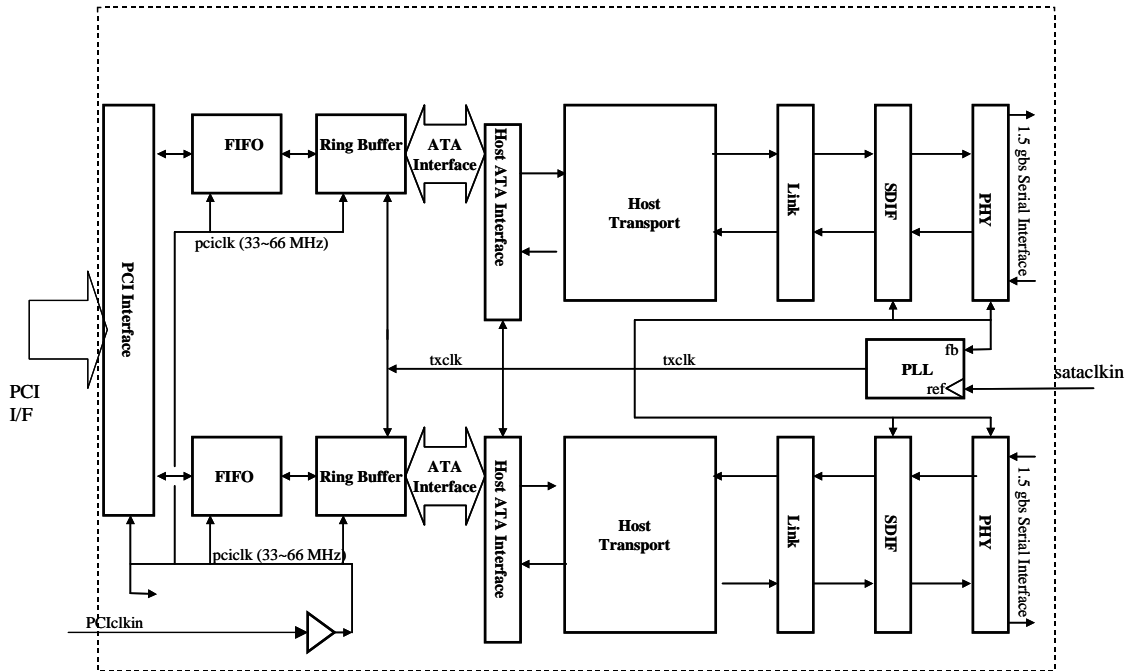 FIFO
Ring Buffer
ATA
Interface
Host ATA Interface
Host
Transport
Link
SDIF
PHY
1.5 gbs Serial Interface
pciclk (33~66 MHz)
PCI Interface
PCI
I/F
txclk
txclk
fb
PLL
ref
sataclkin
FIFO
Ring Buffer
ATA
Interface
Host ATA Interface
Host
Transport
Link
SDIF
PHY
1.5 gbs Serial Interface
pciclk (33~66 MHz)
PCIclkin